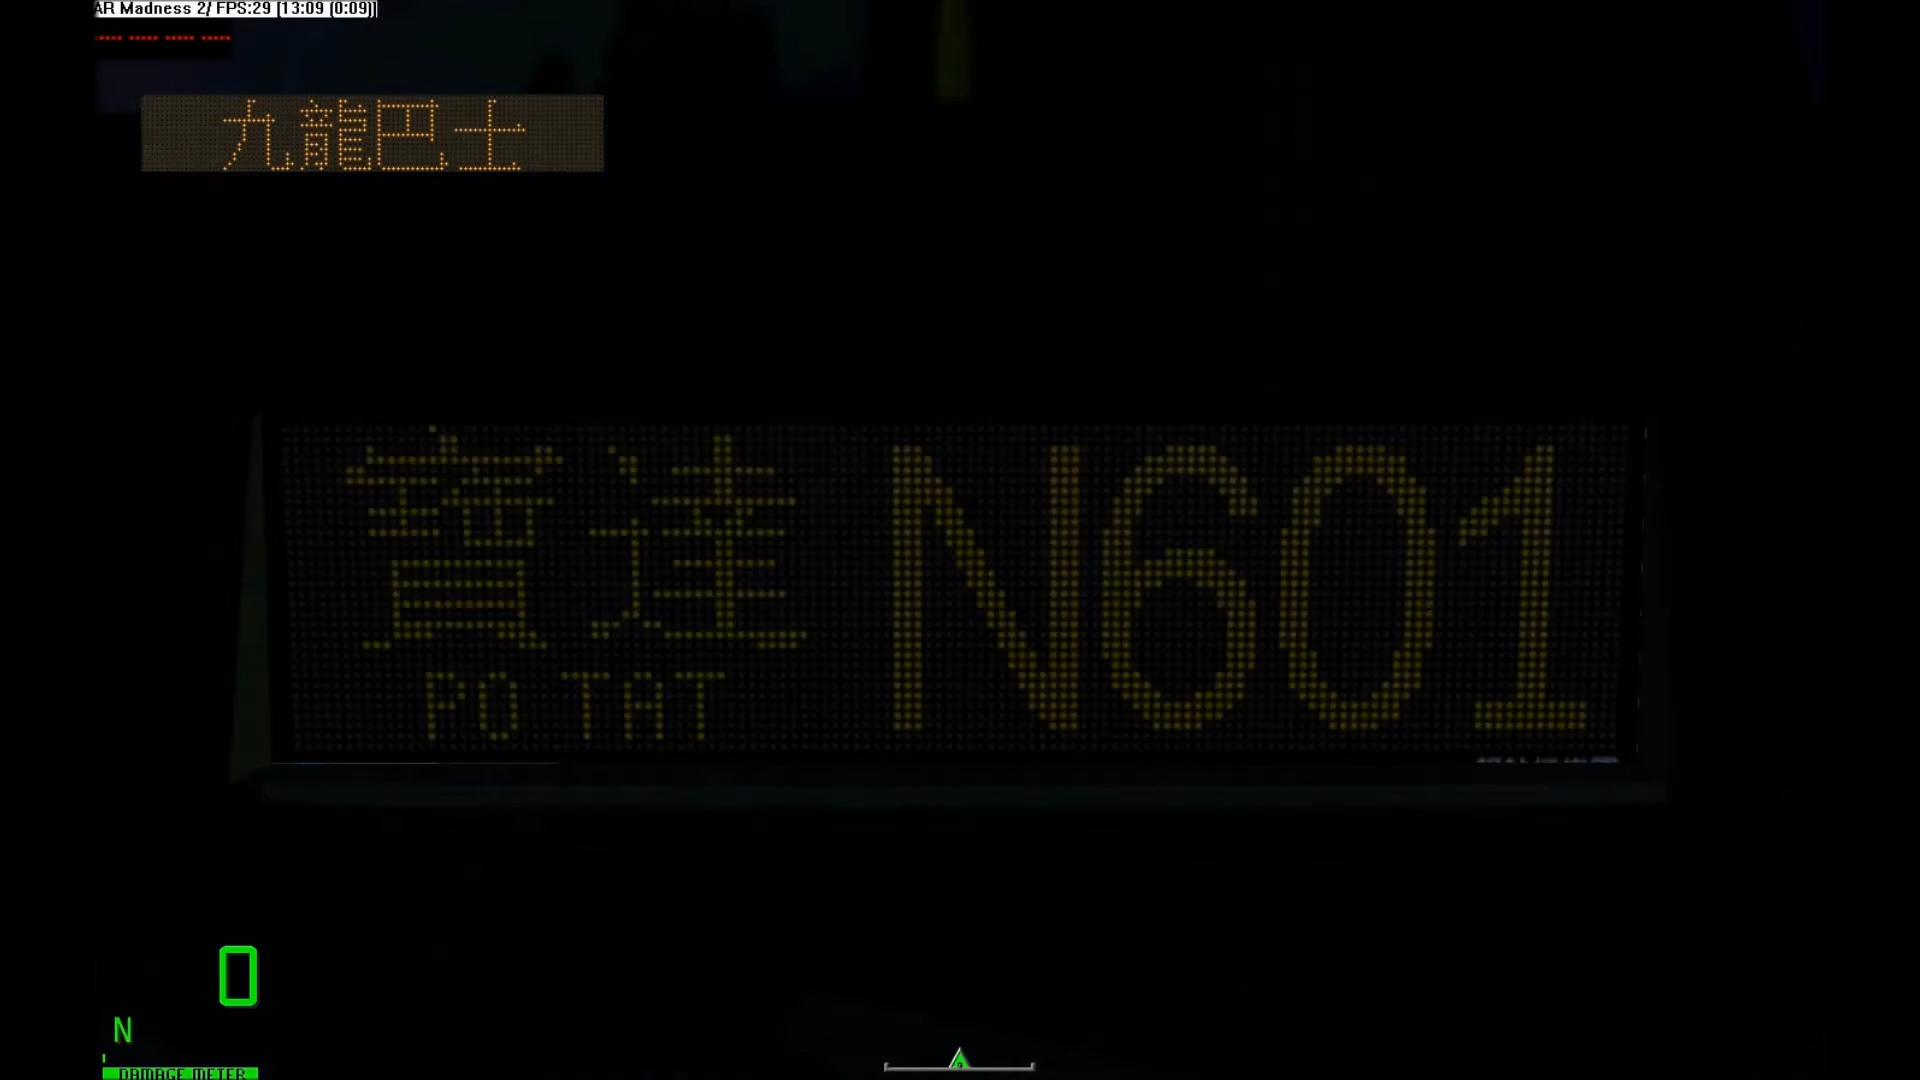 AR Madness 2/ FPS:29 [13:09 (0:09)]
九龍巴士
寶達 N601
PO TAT
0
N
DAMAGE METER